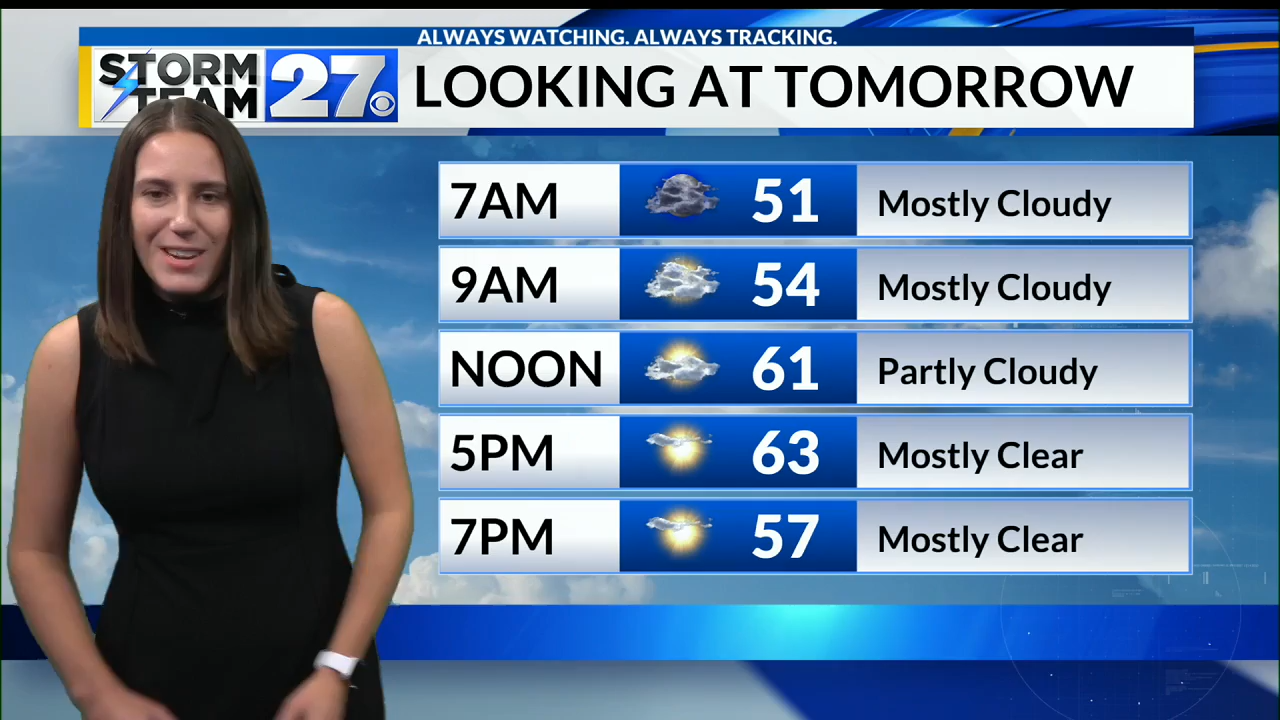 ALWAYS WATCHING. ALWAYS TRACKING.
STORM
TEAM
27
LOOKING AT TOMORROW
7AM 51 Mostly Cloudy
9AM 54 Mostly Cloudy
NOON 61 Partly Cloudy
5PM 63 Mostly Clear
7PM 57 Mostly Clear